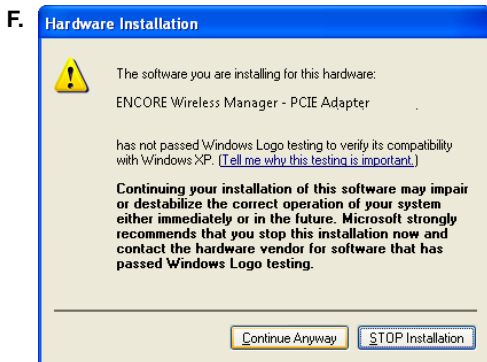 F.
Hardware Installation
The software you are installing for this hardware:
ENCORE Wireless Manager - PCIE Adapter
has not passed Windows Logo testing to verify its compatibility
with Windows XP. (Tell me why this testing is important.)
Continuing your installation of this software may impair
or destabilize the correct operation of your system
either immediately or in the future. Microsoft strongly
recommends that you stop this installation now and
contact the hardware vendor for software that has
passed Windows Logo testing.
Continue Anyway
STOP Installation